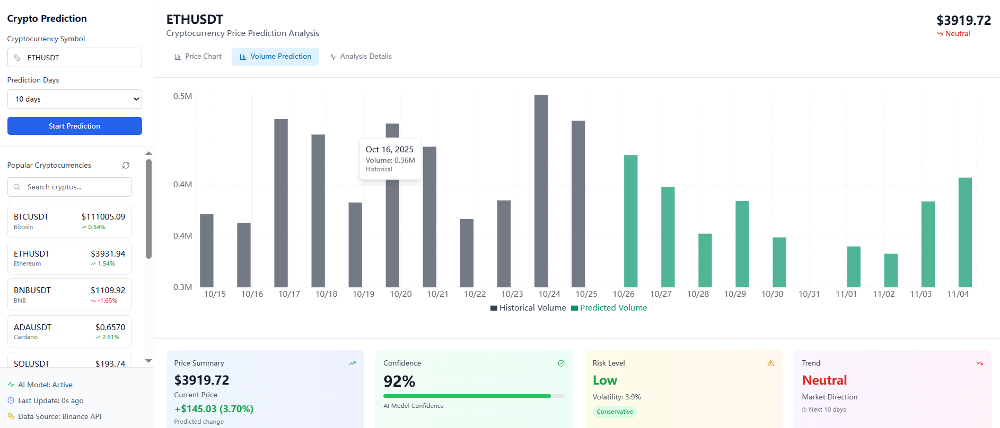 Crypto Prediction
Cryptocurrency Symbol
ETHUSDT
Prediction Days
10 days
Start Prediction
Popular Cryptocurrencies
Search cryptos...
BTCUSDT $111005.09
Bitcoin 0.54%
ETHUSDT $3931.94
Ethereum 1.54%
BNBUSDT $1109.92
BNB -1.65%
ADAUSDT $0.6570
Cardano 2.61%
SOLUSDT $193.74
AI Model: Active
Last Update: 0s ago
Data Source: Binance API
ETHUSDT
Cryptocurrency Price Prediction Analysis
$3919.72
Neutral
Price Chart Volume Prediction Analysis Details
0.5M
0.4M
0.4M
0.3M
Oct 16, 2025
Volume: 0.36M
Historical
10/15 10/16 10/17 10/18 10/19 10/20 10/21 10/22 10/23 10/24 10/25 10/26 10/27 10/28 10/29 10/30 10/31 11/01 11/02 11/03 11/04
Historical Volume Predicted Volume
Price Summary
$3919.72
Current Price
+$145.03 (3.70%)
Predicted change
Confidence
92%
AI Model Confidence
Risk Level
Low
Volatility: 3.9%
Conservative
Trend
Neutral
Market Direction
Next 10 days